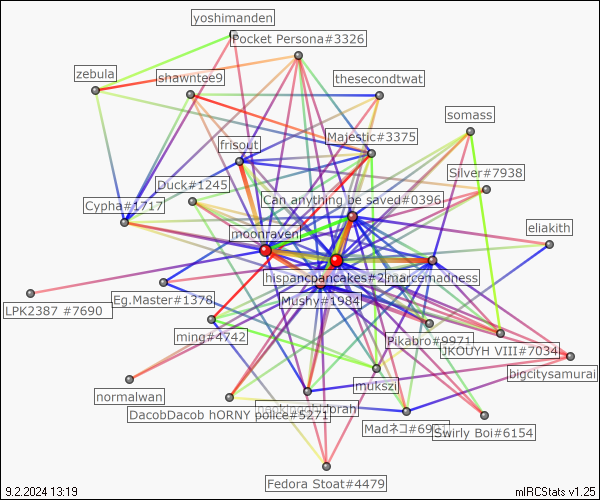 yoshimanden
Pocket Persona#3326
zebula
shawntee9
thesecondtwat
somass
frisout
Majestic#3375
Silver#7938
Duck#1245
Can anything be saved#0396
Cypha#1717
moonraven
eliakith
hispancpancakes#2
marcemadness
LPK2387 #7690
Eg.Master#1378
Mushy#1984
ming#4742
Pikabro#9971
JKOUYH VIII#7034
bigcitysamurai
normalwan
mukszi
DacobDacob hORNY police#5271
Madネコ#69
Swirly Boi#6154
Fedora Stoat#4479
9.2.2024 13:19
mIRCStats v1.25